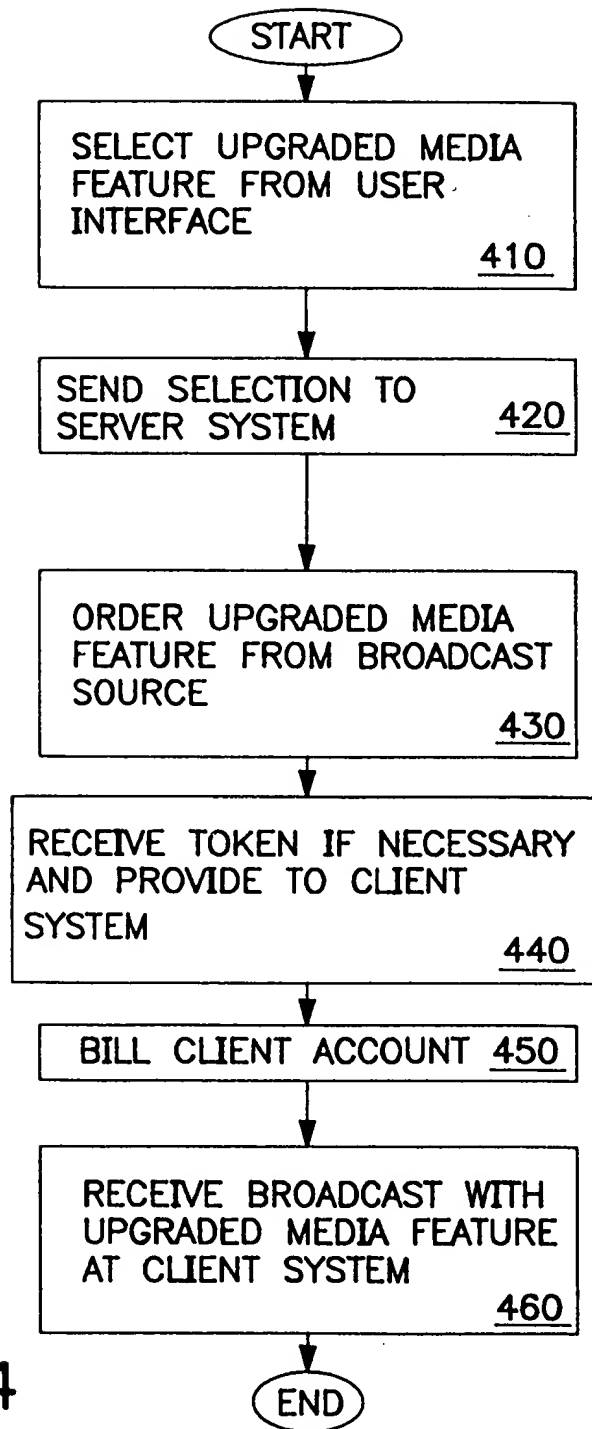 START
SELECT UPGRADED MEDIA
FEATURE FROM USER
INTERFACE
410
SEND SELECTION TO
SERVER SYSTEM
420
ORDER UPGRADED MEDIA
FEATURE FROM BROADCAST
SOURCE
430
RECEIVE TOKEN IF NECESSARY
AND PROVIDE TO CLIENT
SYSTEM
440
BILL CLIENT ACCOUNT 450
RECEIVE BROADCAST WITH
UPGRADED MEDIA FEATURE
AT CLIENT SYSTEM
460
4
END